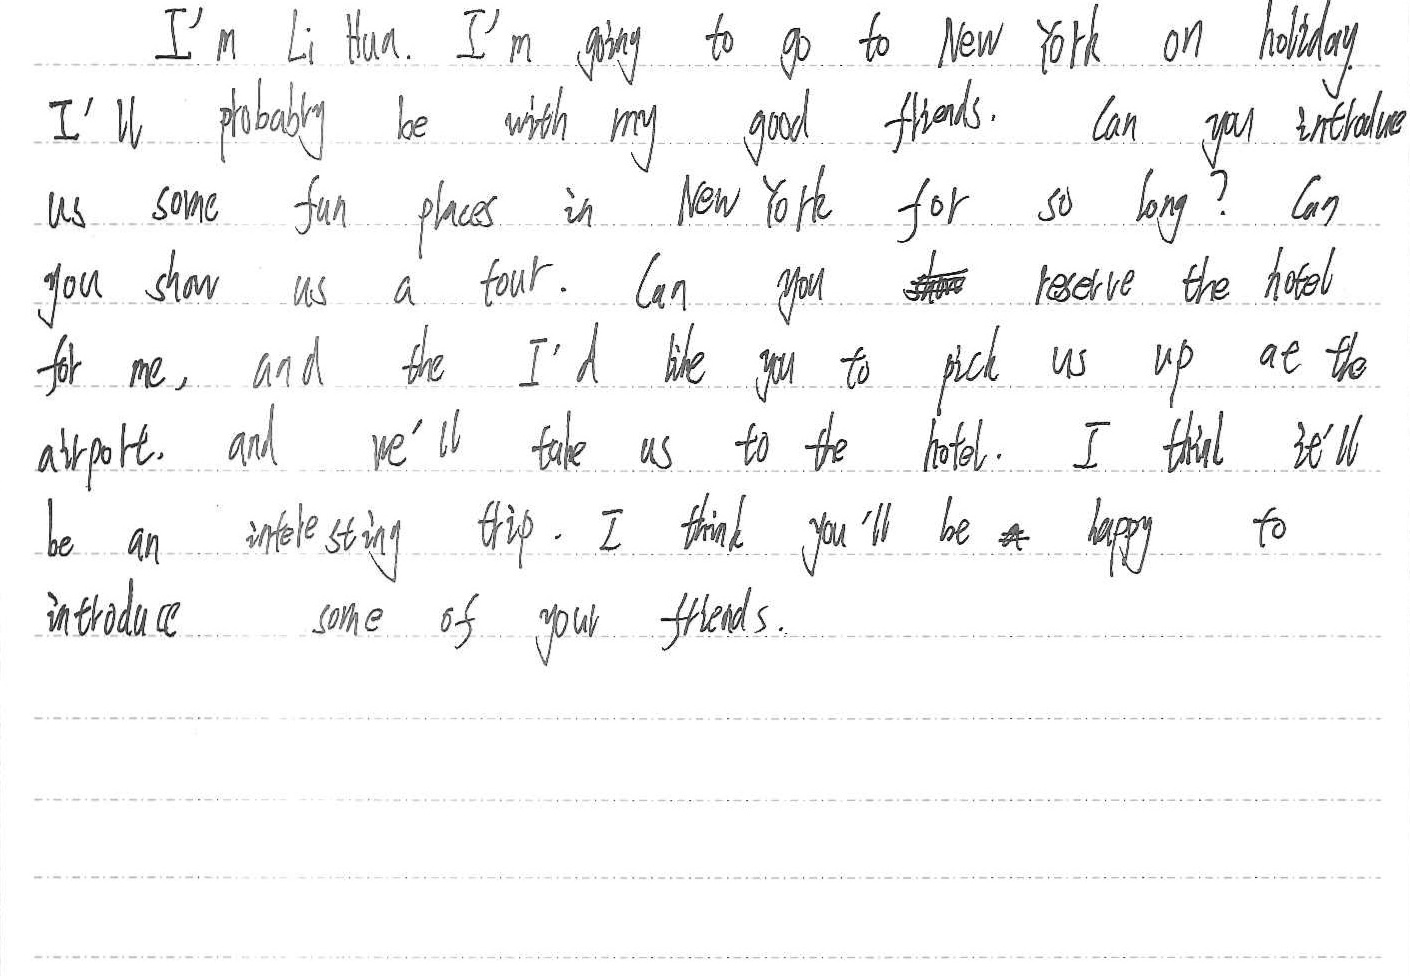 I'm Li Hua. I'm going to go to New York on holiday.
I'll probably be with my good friends. Can you introduce
us some fun places in New York for so long? Can
you show us a tour. Can you reserve the hotel
for me, and the I'd like you to pick us up at the
airport. and we'll take us to the hotel. I think it'll
be an interesting trip. I think you'll be happy to
introduce some of your friends.